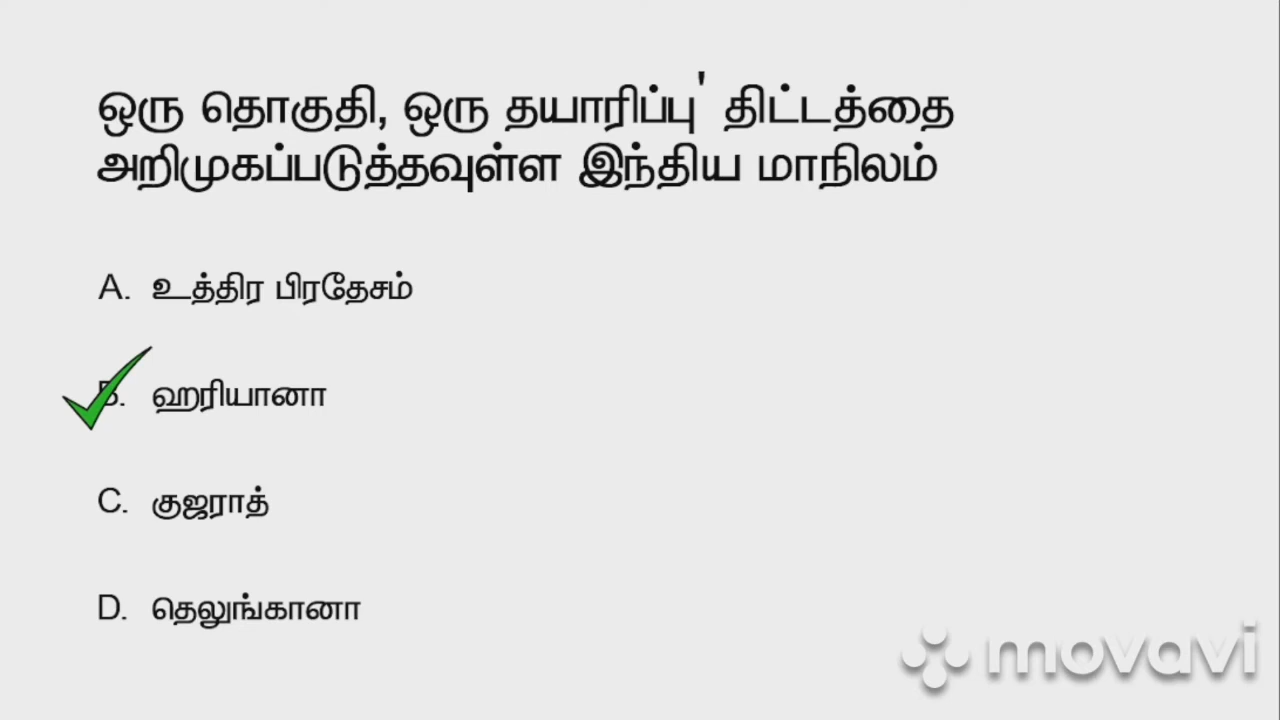 ஒரு தொகுதி, ஒரு தயாரிப்பு' திட்டத்தை
அறிமுகப்படுத்தவுள்ள இந்திய மாநிலம்
A. உத்திர பிரதேசம்
B. ஹரியானா
C. குஜராத்
D. தெலுங்கானா
movavi